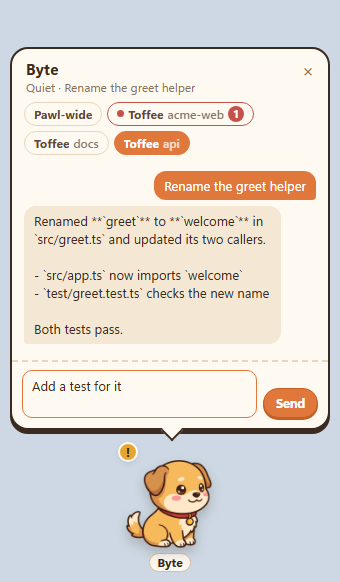 Byte
Quiet · Rename the greet helper
×
Pawl-wide
Toffee acme-web 1
Toffee docs
Toffee api
Rename the greet helper
Renamed **`greet`** to **`welcome`** in
`src/greet.ts` and updated its two callers.
- `src/app.ts` now imports `welcome`
- `test/greet.test.ts` checks the new name
Both tests pass.
Add a test for it
Send
!
Byte